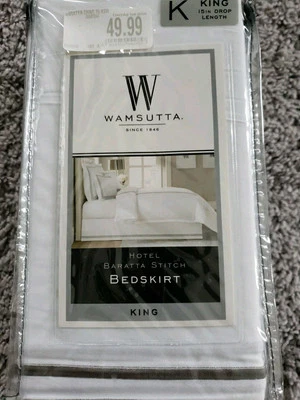 49.99
K
KING
15in DROP
LENGTH
W
WAMSUTTA
SINCE 1846
HOTEL
BARATTA STITCH
BEDSKIRT
KING